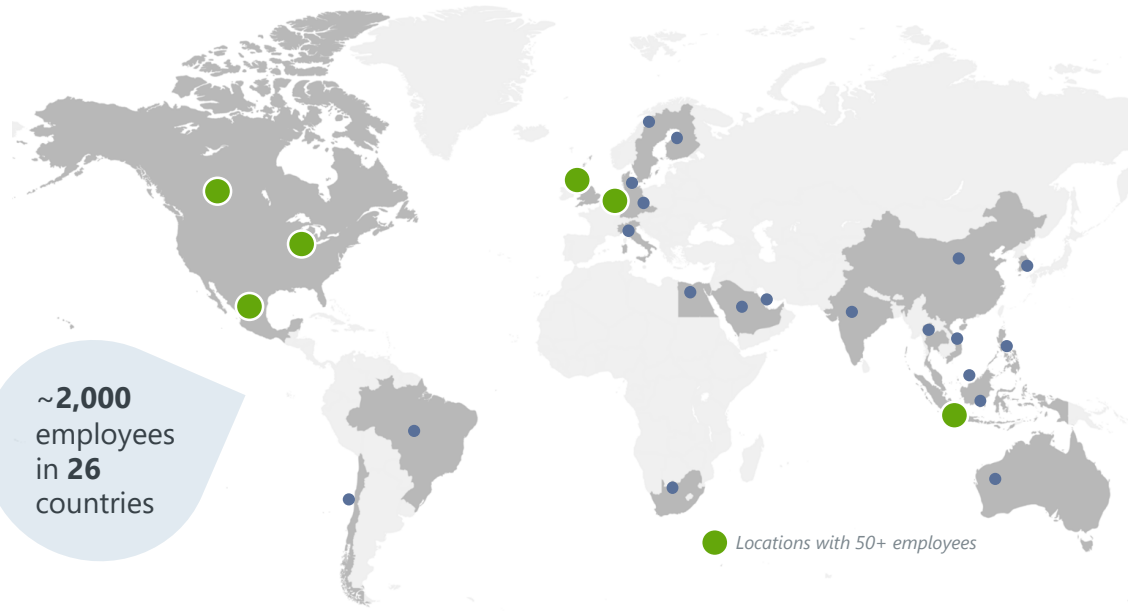 ~2,000
employees
in 26
countries
Locations with 50+ employees